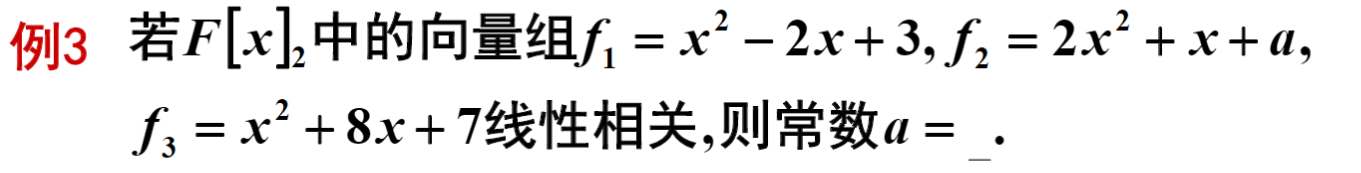 例3 若F[x]₂中的向量组f₁ = x² − 2x + 3, f₂ = 2x² + x + a,
f₃ = x² + 8x + 7线性相关,则常数a = _.